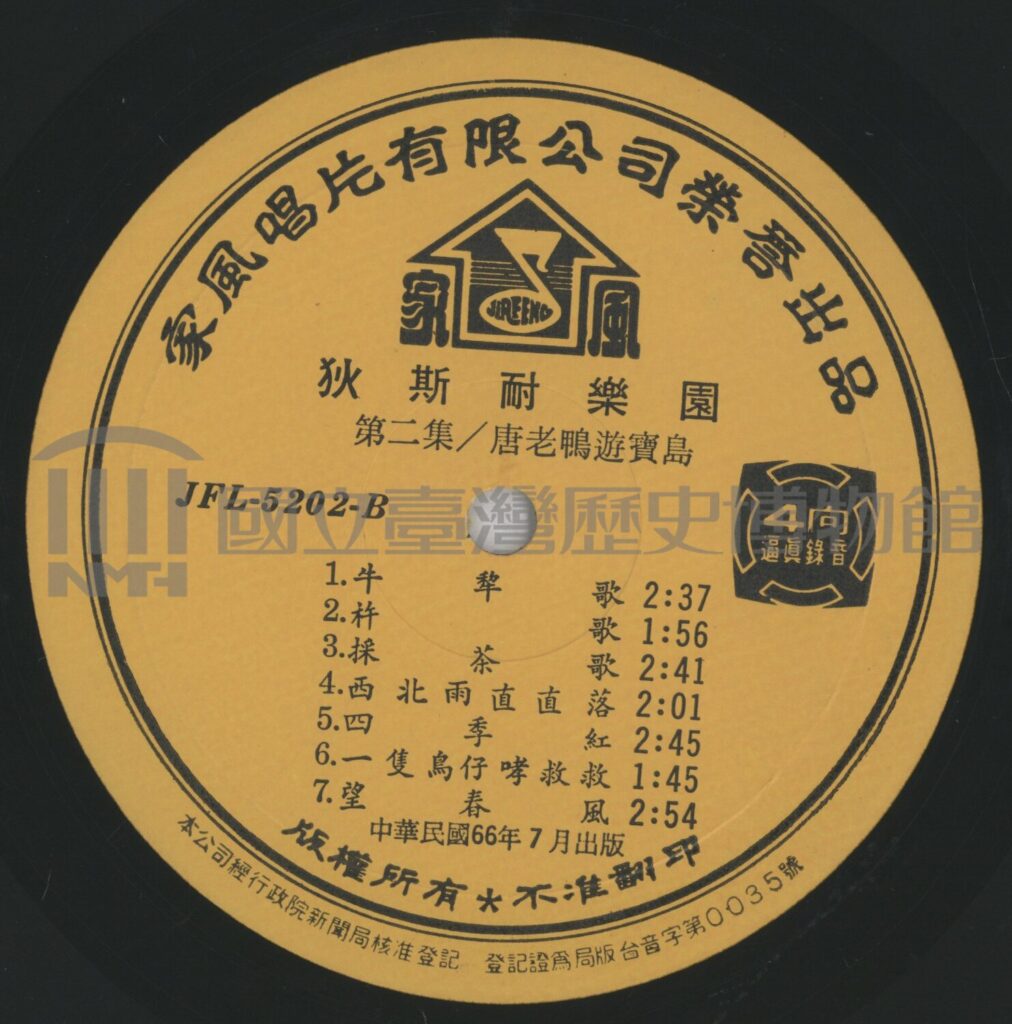 家風唱片有限公司榮譽出品
家風
JIREENG
狄斯耐樂園
第二集/唐老鴨遊寶島
JFL-5202-B
4向
逼真錄音
國立臺灣歷史博物館
NMTH
1.牛犂歌 2:37
2.杵歌 1:56
3.採茶歌 2:41
4.西北雨直直落 2:01
5.四季紅 2:45
6.一隻鳥仔哮救救 1:45
7.望春風 2:54
中華民國66年7月出版
版權所有★不准翻印
本公司經行政院新聞局核准登記 登記證為局版台音字第0035號